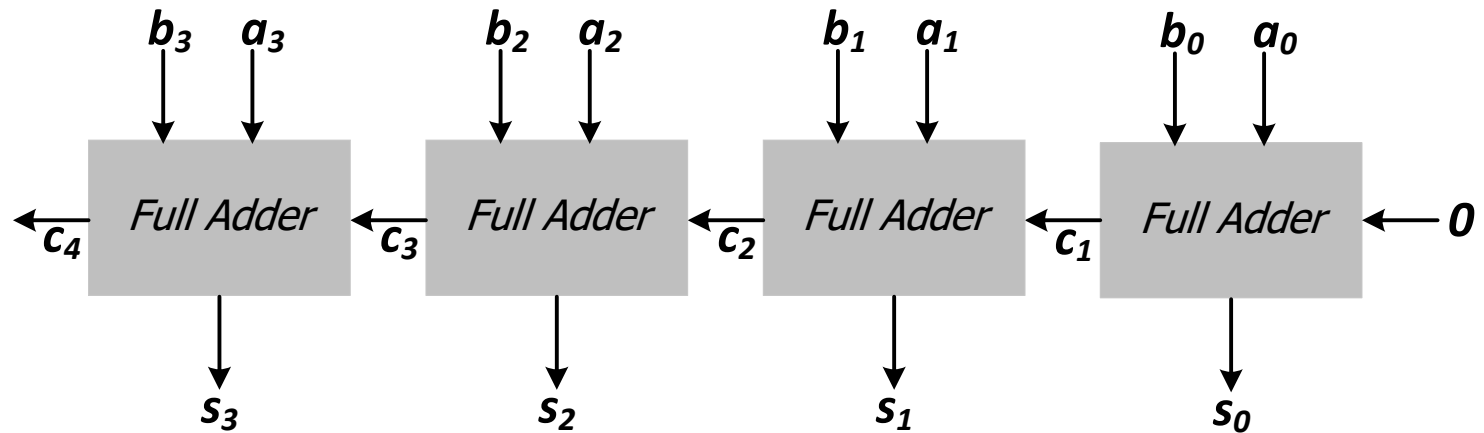 b₃ a₃ b₂ a₂ b₁ a₁ b₀ a₀
Full Adder Full Adder Full Adder Full Adder 0
c₄ c₃ c₂ c₁
s₃ s₂ s₁ s₀